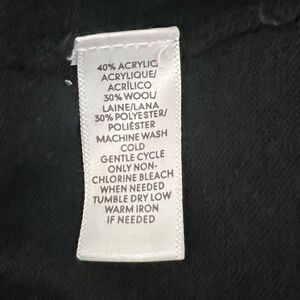 40% ACRYLIC
ACRYLIQUE/
ACRÍLICO
30% WOOL/
LAINE/LANA
30% POLYESTER/
POLIÉSTER
MACHINE WASH
COLD
GENTLE CYCLE
ONLY NON-
CHLORINE BLEACH
WHEN NEEDED
TUMBLE DRY LOW
WARM IRON
IF NEEDED